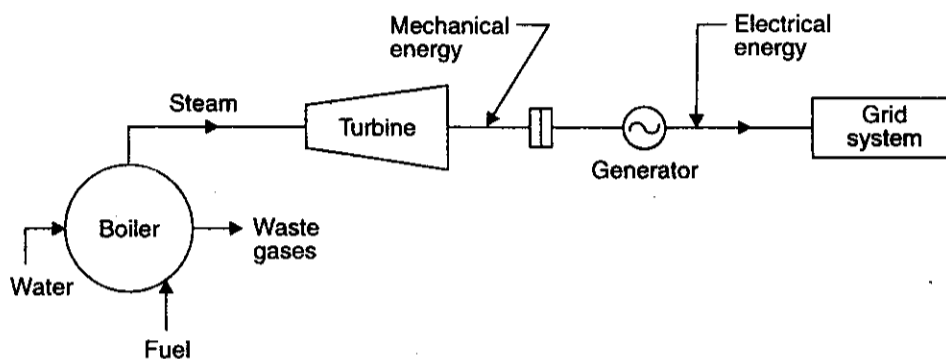 Mechanical
energy
Electrical
energy
Steam
Turbine
Grid
system
Generator
Boiler
Waste
gases
Water
Fuel